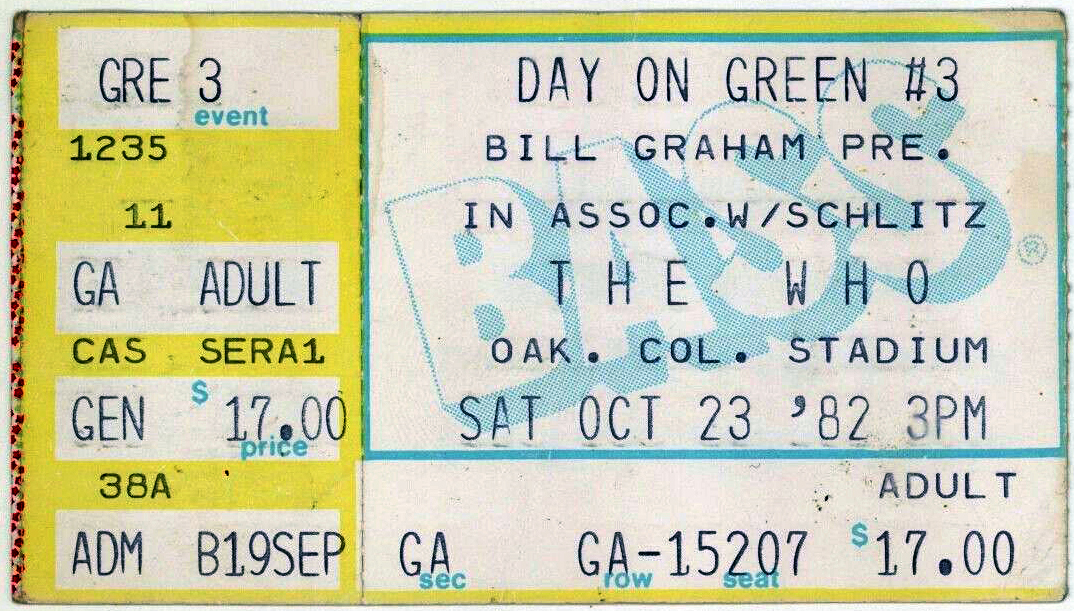 GRE 3
event
1235
11
GA ADULT
CAS SERA1
GEN $ 17.00
price
38A
ADM B19SEP
BASS ®
DAY ON GREEN #3
BILL GRAHAM PRE.
IN ASSOC.W/SCHLITZ
THE WHO
OAK. COL. STADIUM
SAT OCT 23 '82 3PM
ADULT
GA GA-15207 $17.00
sec row seat